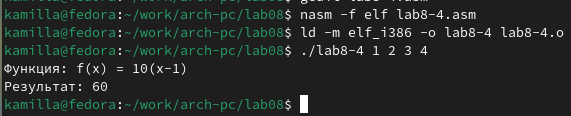 kamilla@fedora:~/work/arch-pc/lab08$ nasm -f elf lab8-4.asm
kamilla@fedora:~/work/arch-pc/lab08$ ld -m elf_i386 -o lab8-4 lab8-4.o
kamilla@fedora:~/work/arch-pc/lab08$ ./lab8-4 1 2 3 4
Функция: f(x) = 10(x-1)
Результат: 60
kamilla@fedora:~/work/arch-pc/lab08$